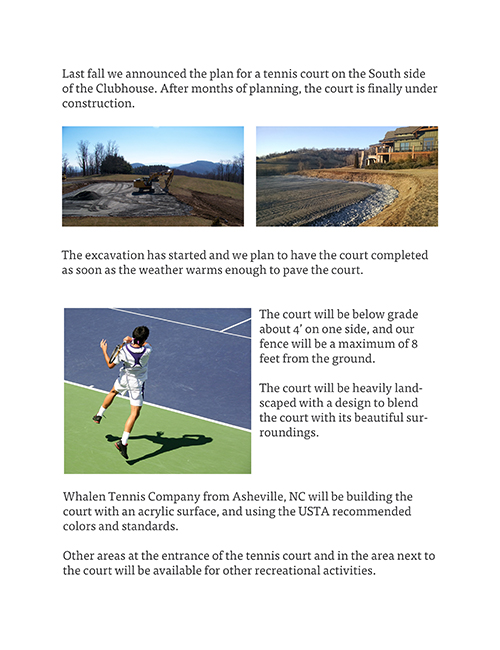 Last fall we announced the plan for a tennis court on the South side
of the Clubhouse. After months of planning, the court is finally under
construction.
The excavation has started and we plan to have the court completed
as soon as the weather warms enough to pave the court.
The court will be below grade
about 4' on one side, and our
fence will be a maximum of 8
feet from the ground.
The court will be heavily land-
scaped with a design to blend
the court with its beautiful sur-
roundings.
Whalen Tennis Company from Asheville, NC will be building the
court with an acrylic surface, and using the USTA recommended
colors and standards.
Other areas at the entrance of the tennis court and in the area next to
the court will be available for other recreational activities.